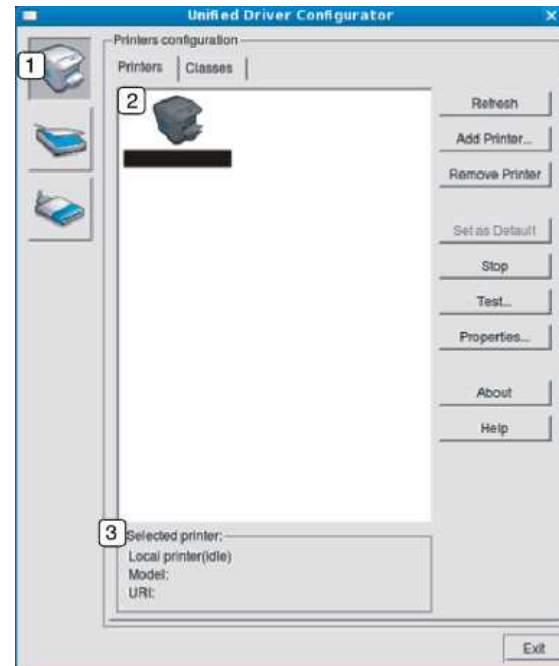 Unified Driver Configurator
Printers configuration
1
Printers
Classes
2
Refresh
Add Printer...
Remove Printer
Set as Default
Stop
Test...
Properties...
About
Help
3
Selected printer:
Local printer(idle)
Model:
URI:
Exit